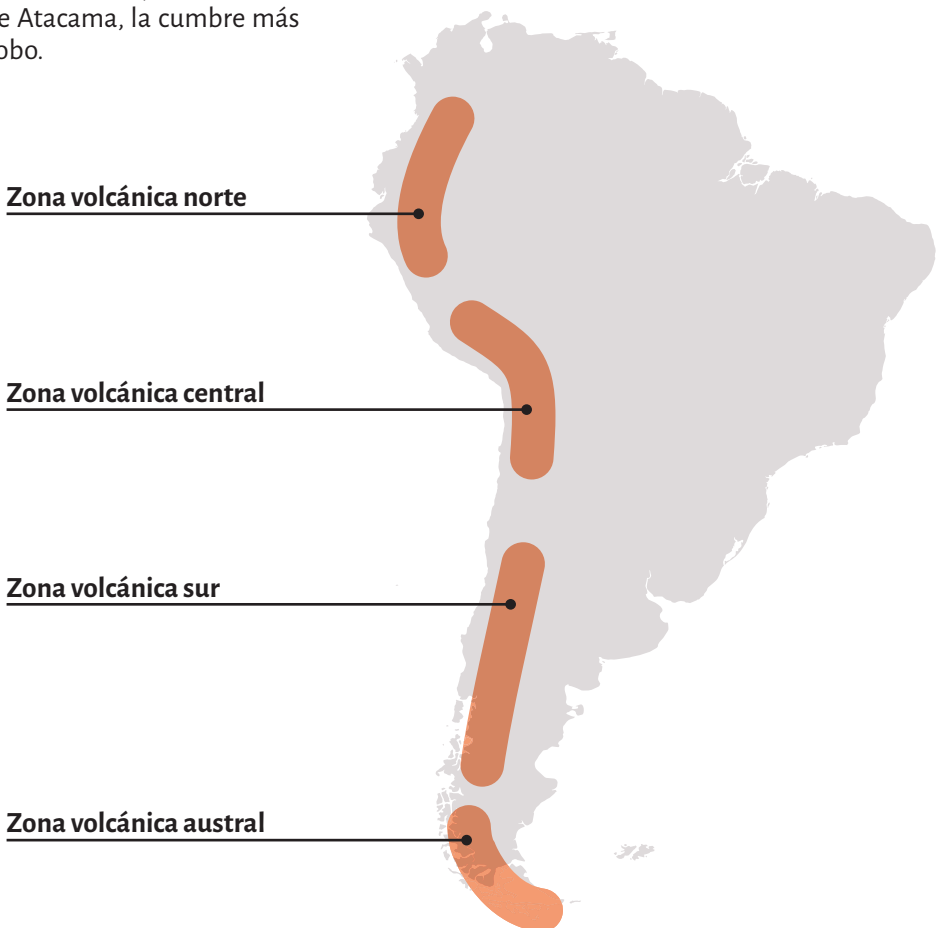 e Atacama, la cumbre más
obo.
Zona volcánica norte
Zona volcánica central
Zona volcánica sur
Zona volcánica austral